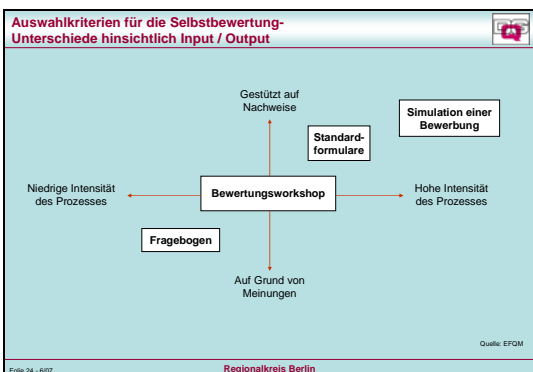 Auswahlkriterien für die Selbstbewertung-
Unterschiede hinsichtlich Input / Output
DQS
Gestützt auf
Nachweise
Simulation einer
Bewerbung
Standard-
formulare
Niedrige Intensität
des Prozesses
Bewertungsworkshop
Hohe Intensität
des Prozesses
Fragebogen
Auf Grund von
Meinungen
Quelle: EFQM
Folie 24 - 6/07
Regionalkreis Berlin